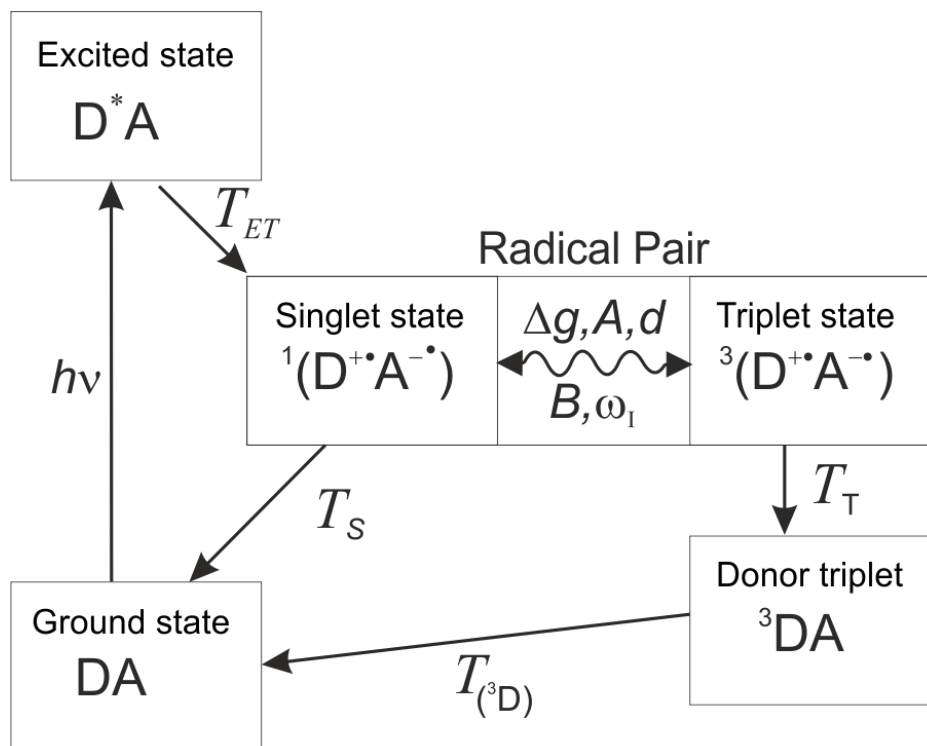 Excited state
D*A
T_ET
Radical Pair
Singlet state
¹(D⁺•A⁻•)
Δg,A,d
B,ω_I
Triplet state
³(D⁺•A⁻•)
hν
T_S
T_T
Donor triplet
³DA
Ground state
DA
T_(³D)